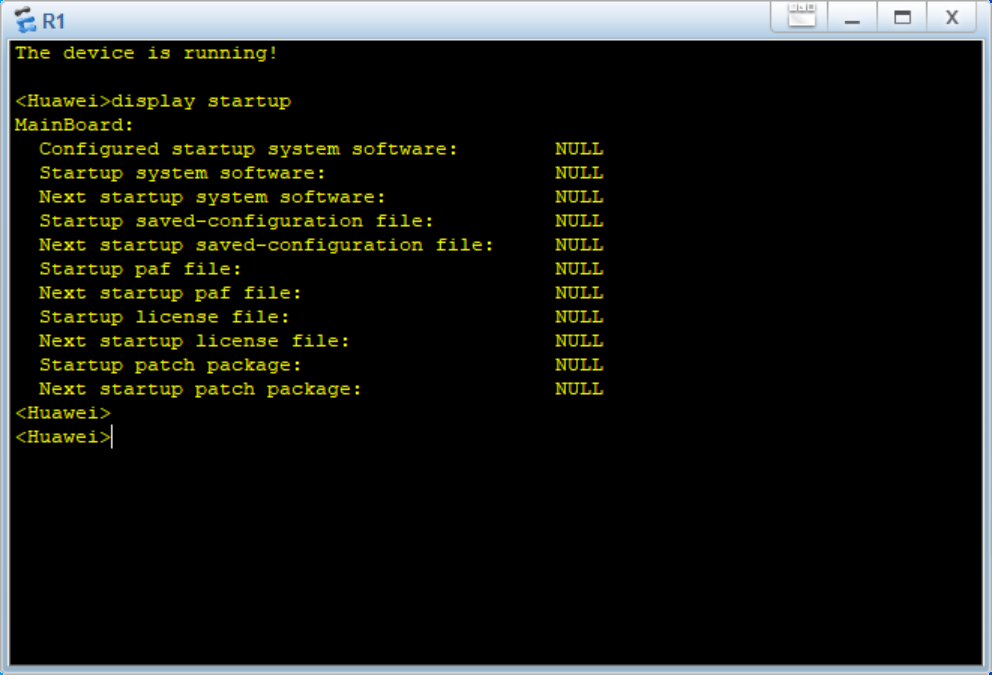 R1
The device is running!
<Huawei>display startup
MainBoard:
  Configured startup system software:        NULL
  Startup system software:                   NULL
  Next startup system software:              NULL
  Startup saved-configuration file:          NULL
  Next startup saved-configuration file:     NULL
  Startup paf file:                          NULL
  Next startup paf file:                     NULL
  Startup license file:                      NULL
  Next startup license file:                 NULL
  Startup patch package:                     NULL
  Next startup patch package:                NULL
<Huawei>
<Huawei>